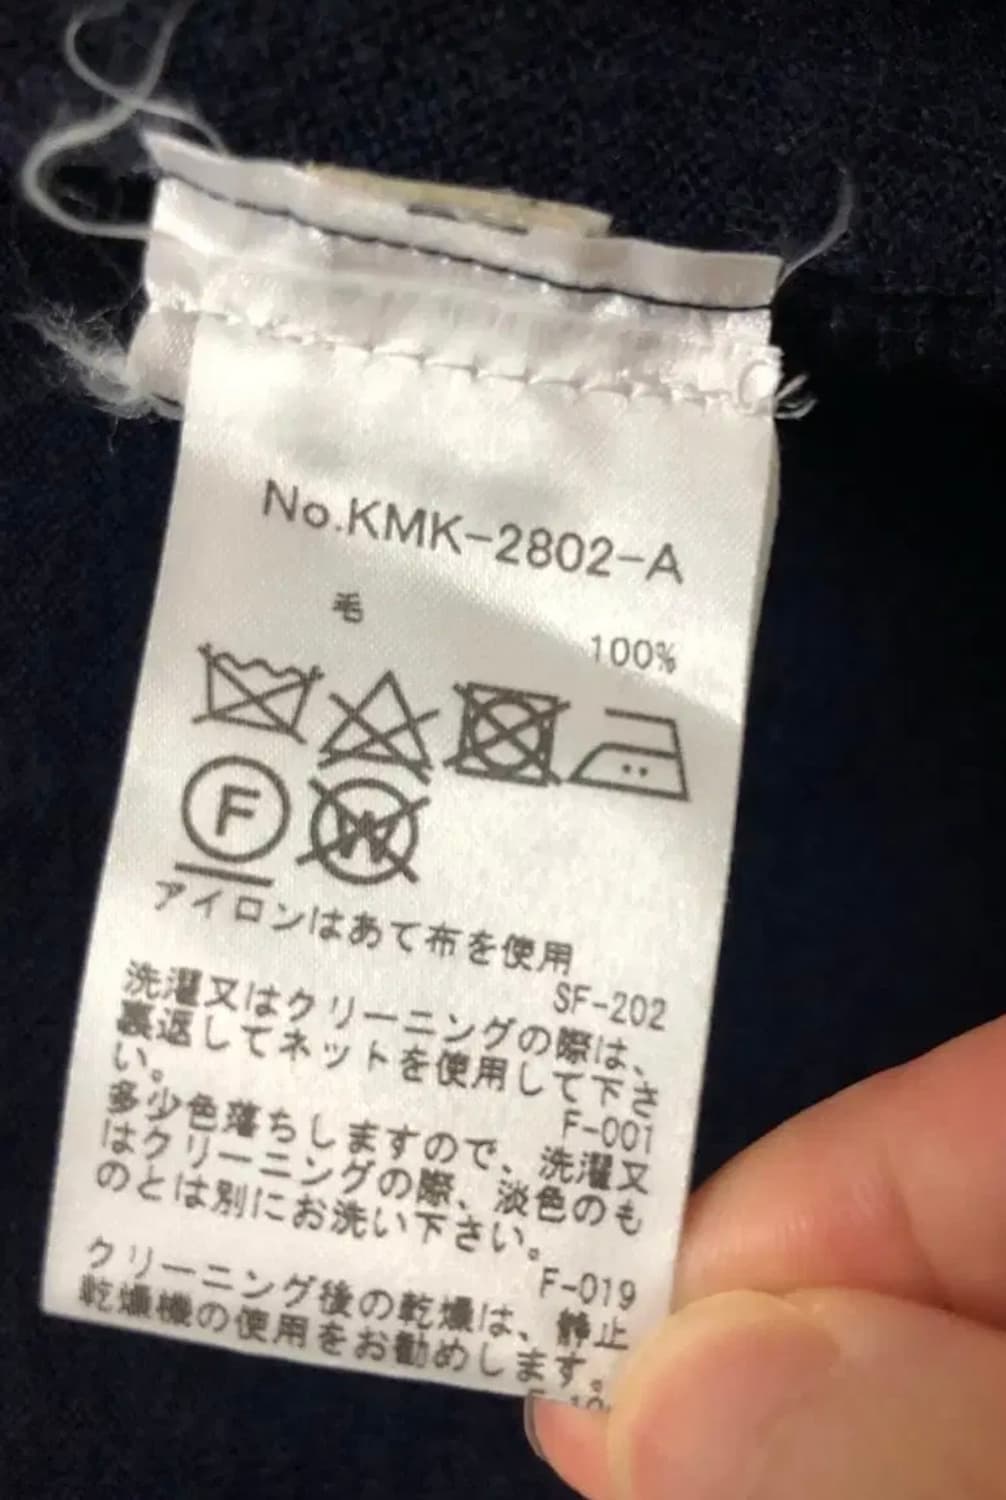 No.KMK-2802-A
毛 100%
F W
アイロンはあて布を使用
SF-202
洗濯又はクリーニングの際は、
裏返してネットを使用して下さ
い。
F-001
多少色落ちしますので、洗濯又
はクリーニングの際、淡色のも
のとは別にお洗い下さい。
F-019
クリーニング後の乾燥は、静止
乾燥機の使用をお勧めします。